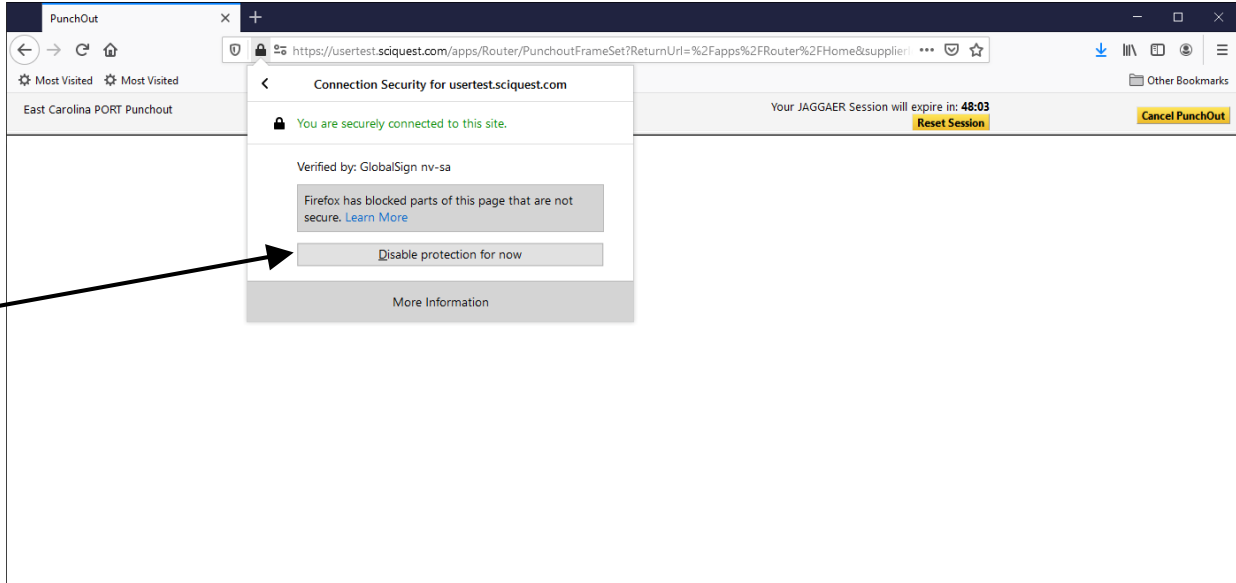 PunchOut
https://usertest.sciquest.com/apps/Router/PunchoutFrameSet?ReturnUrl=%2Fapps%2FRouter%2FHome&supplier
Most Visited Most Visited Other Bookmarks
Connection Security for usertest.sciquest.com
East Carolina PORT Punchout
Your JAGGAER Session will expire in: 48:03
Reset Session
Cancel PunchOut
You are securely connected to this site.
Verified by: GlobalSign nv-sa
Firefox has blocked parts of this page that are not
secure. Learn More
Disable protection for now
More Information